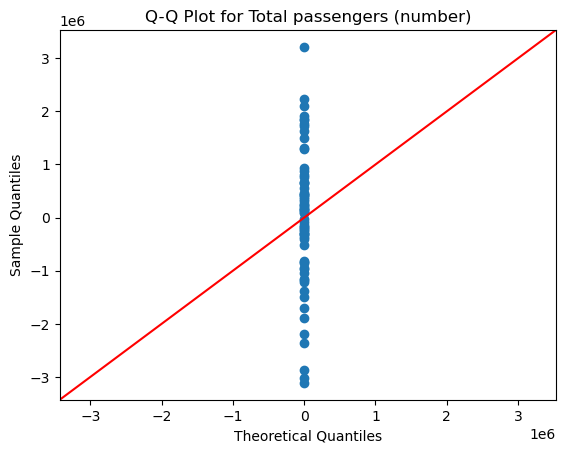 Q-Q Plot for Total passengers (number)
1e6
3
2
1
0
−1
−2
−3
Sample Quantiles
−3 −2 −1 0 1 2 3
Theoretical Quantiles 1e6